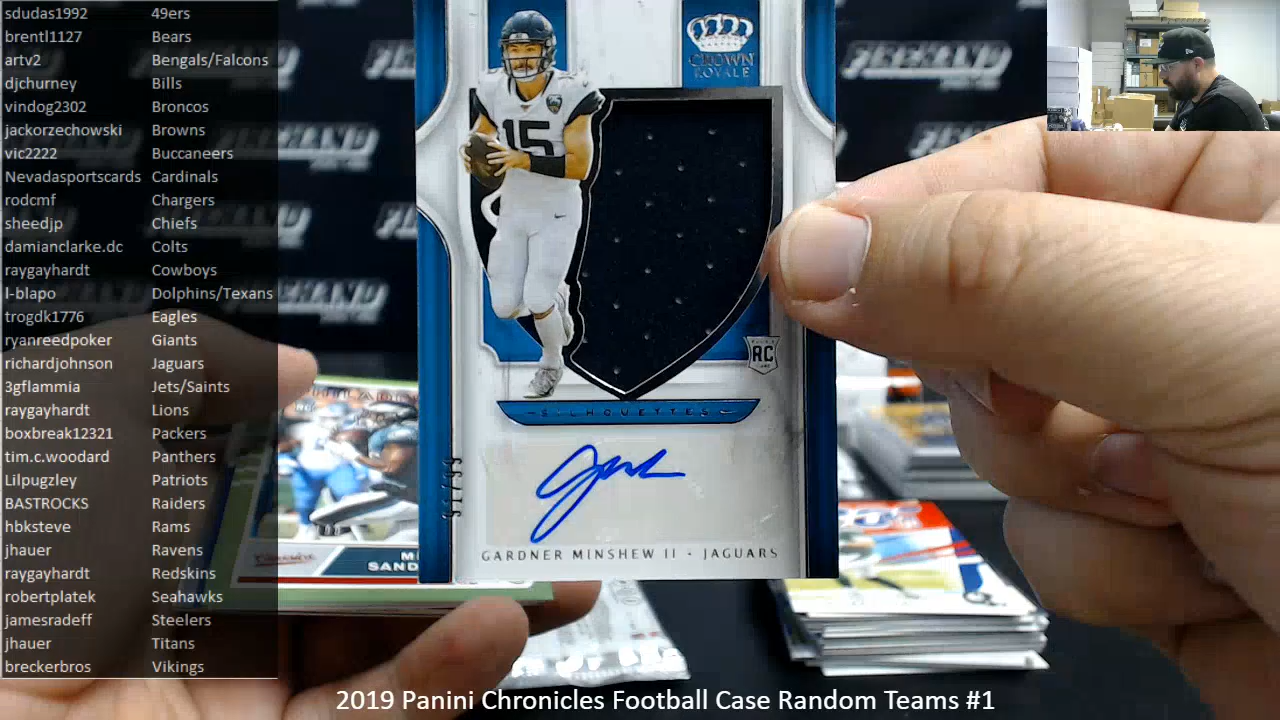 sdudas1992 49ers
brentl1127 Bears
artv2 Bengals/Falcons
djchurney Bills
vindog2302 Broncos
jackorzechowski Browns
vic2222 Buccaneers
Nevadasportscards Cardinals
rodcmf Chargers
sheedjp Chiefs
damianclarke.dc Colts
raygayhardt Cowboys
l-blapo Dolphins/Texans
trogdk1776 Eagles
ryanreedpoker Giants
richardjohnson Jaguars
3gflammia Jets/Saints
raygayhardt Lions
boxbreak12321 Packers
tim.c.woodard Panthers
Lilpugzley Patriots
BASTROCKS Raiders
hbksteve Rams
jhauer Ravens
raygayhardt Redskins
robertplatek Seahawks
jamesradeff Steelers
jhauer Titans
breckerbros Vikings
CROWN
ROYALE
15
RC
SILHOUETTES
GARDNER MINSHEW II - JAGUARS
SAND
2019 Panini Chronicles Football Case Random Teams #1